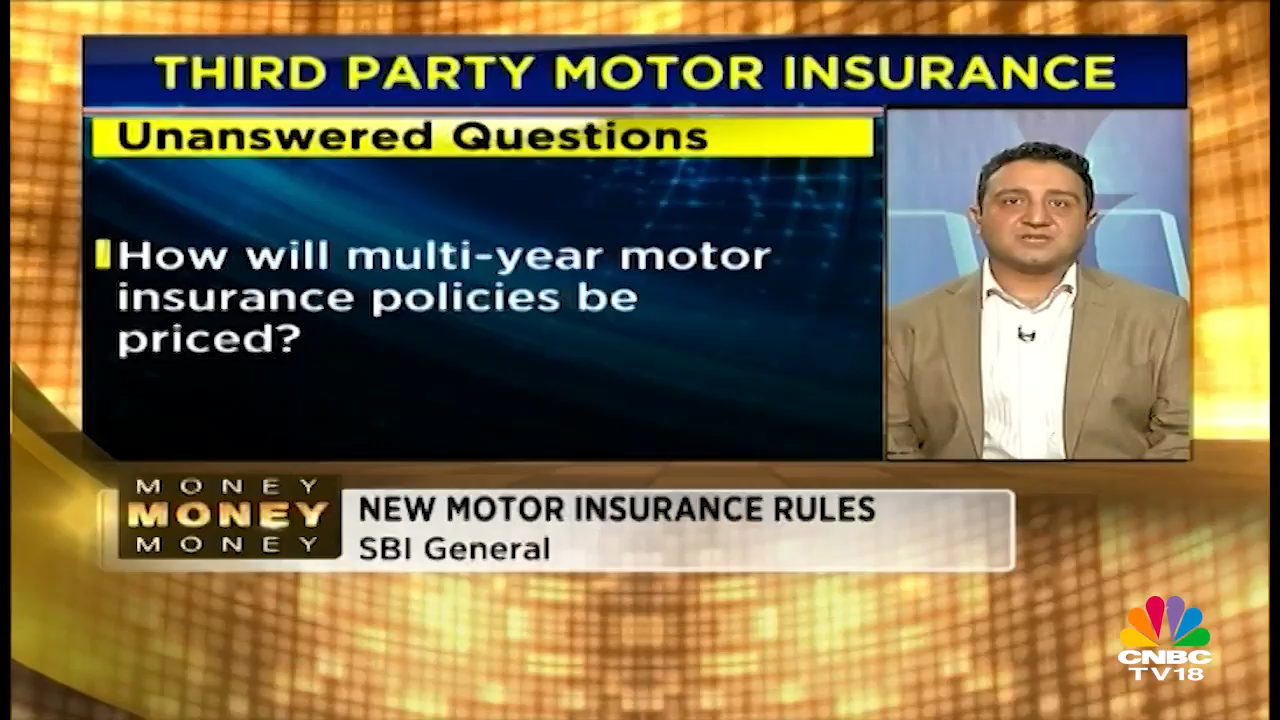 THIRD PARTY MOTOR INSURANCE
Unanswered Questions
How will multi-year motor
insurance policies be
priced?
MONEY
MONEY
MONEY
NEW MOTOR INSURANCE RULES
SBI General
CNBC
TV18